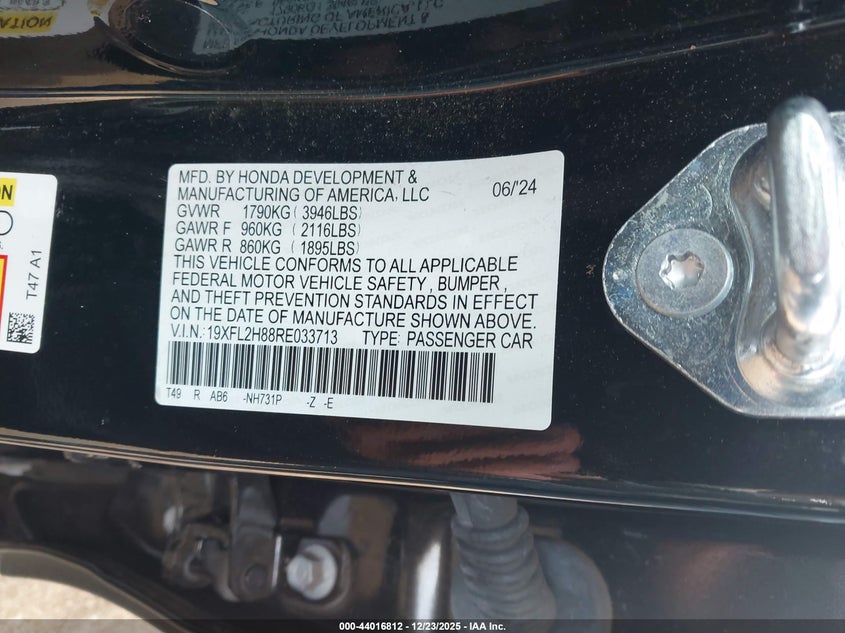 MFD. BY HONDA DEVELOPMENT &
MANUFACTURING OF AMERICA, LLC 06/'24
GVWR 1790KG (3946LBS)
GAWR F 960KG (2116LBS)
GAWR R 860KG (1895LBS)
THIS VEHICLE CONFORMS TO ALL APPLICABLE
FEDERAL MOTOR VEHICLE SAFETY, BUMPER,
AND THEFT PREVENTION STANDARDS IN EFFECT
ON THE DATE OF MANUFACTURE SHOWN ABOVE.
V.I.N.: 19XFL2H88RE033713 TYPE: PASSENGER CAR
T49 R AB6 -NH731P -Z -E
T47 A1
000-44016812 - 12/23/2025 - IAA Inc.